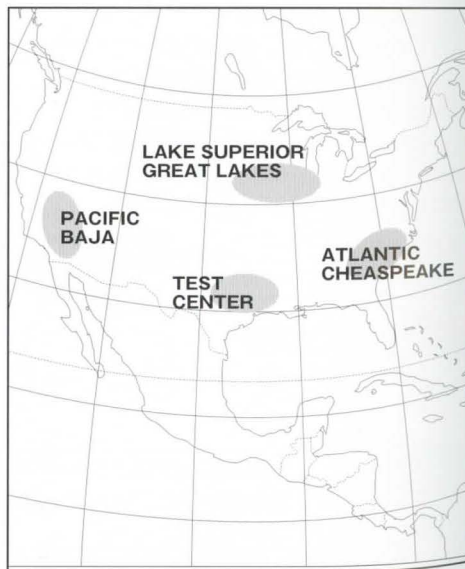 LAKE SUPERIOR
GREAT LAKES
PACIFIC
BAJA
ATLANTIC
CHEASPEAKE
TEST
CENTER